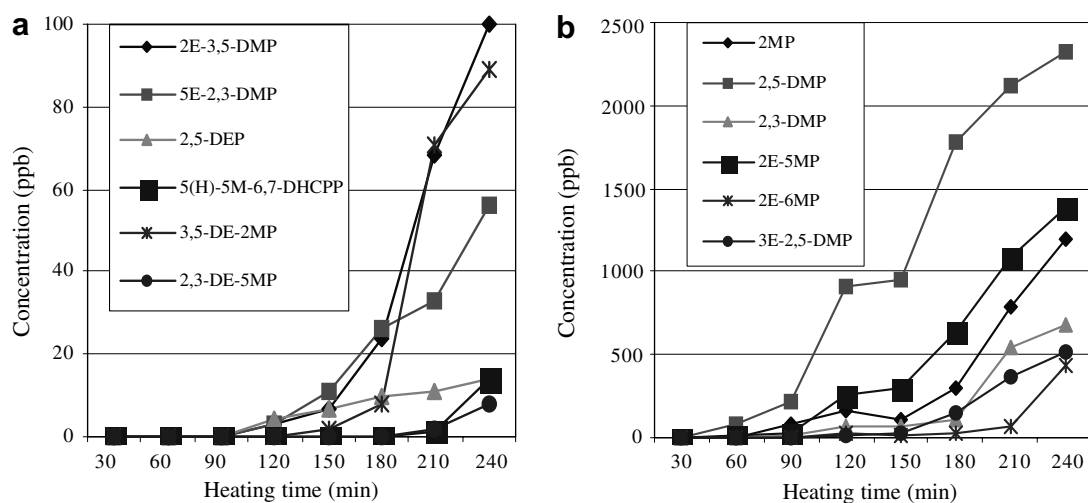 a
100
80
60
40
20
0
Concentration (ppb)
2E-3,5-DMP
5E-2,3-DMP
2,5-DEP
5(H)-5M-6,7-DHCPP
3,5-DE-2MP
2,3-DE-5MP
30 60 90 120 150 180 210 240
Heating time (min)
b
2500
2000
1500
1000
500
0
Concentration (ppb)
2MP
2,5-DMP
2,3-DMP
2E-5MP
2E-6MP
3E-2,5-DMP
30 60 90 120 150 180 210 240
Heating time (min)